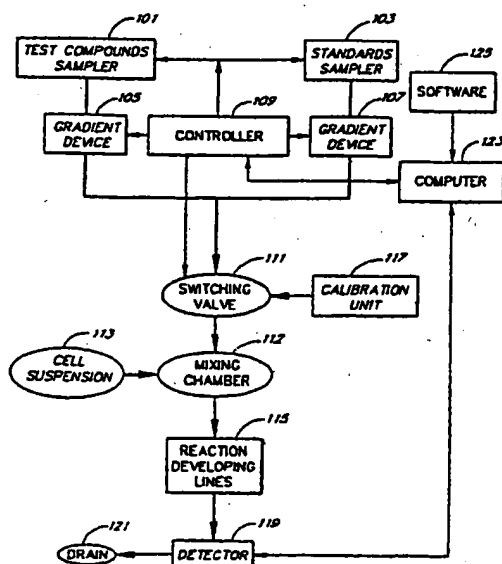 101
TEST COMPOUNDS
SAMPLER
103
STANDARDS
SAMPLER
125
SOFTWARE
105
GRADIENT
DEVICE
109
CONTROLLER
107
GRADIENT
DEVICE
123
COMPUTER
111
SWITCHING
VALVE
117
CALIBRATION
UNIT
113
CELL
SUSPENSION
112
MIXING
CHAMBER
115
REACTION
DEVELOPING
LINES
121
DRAIN
119
DETECTOR